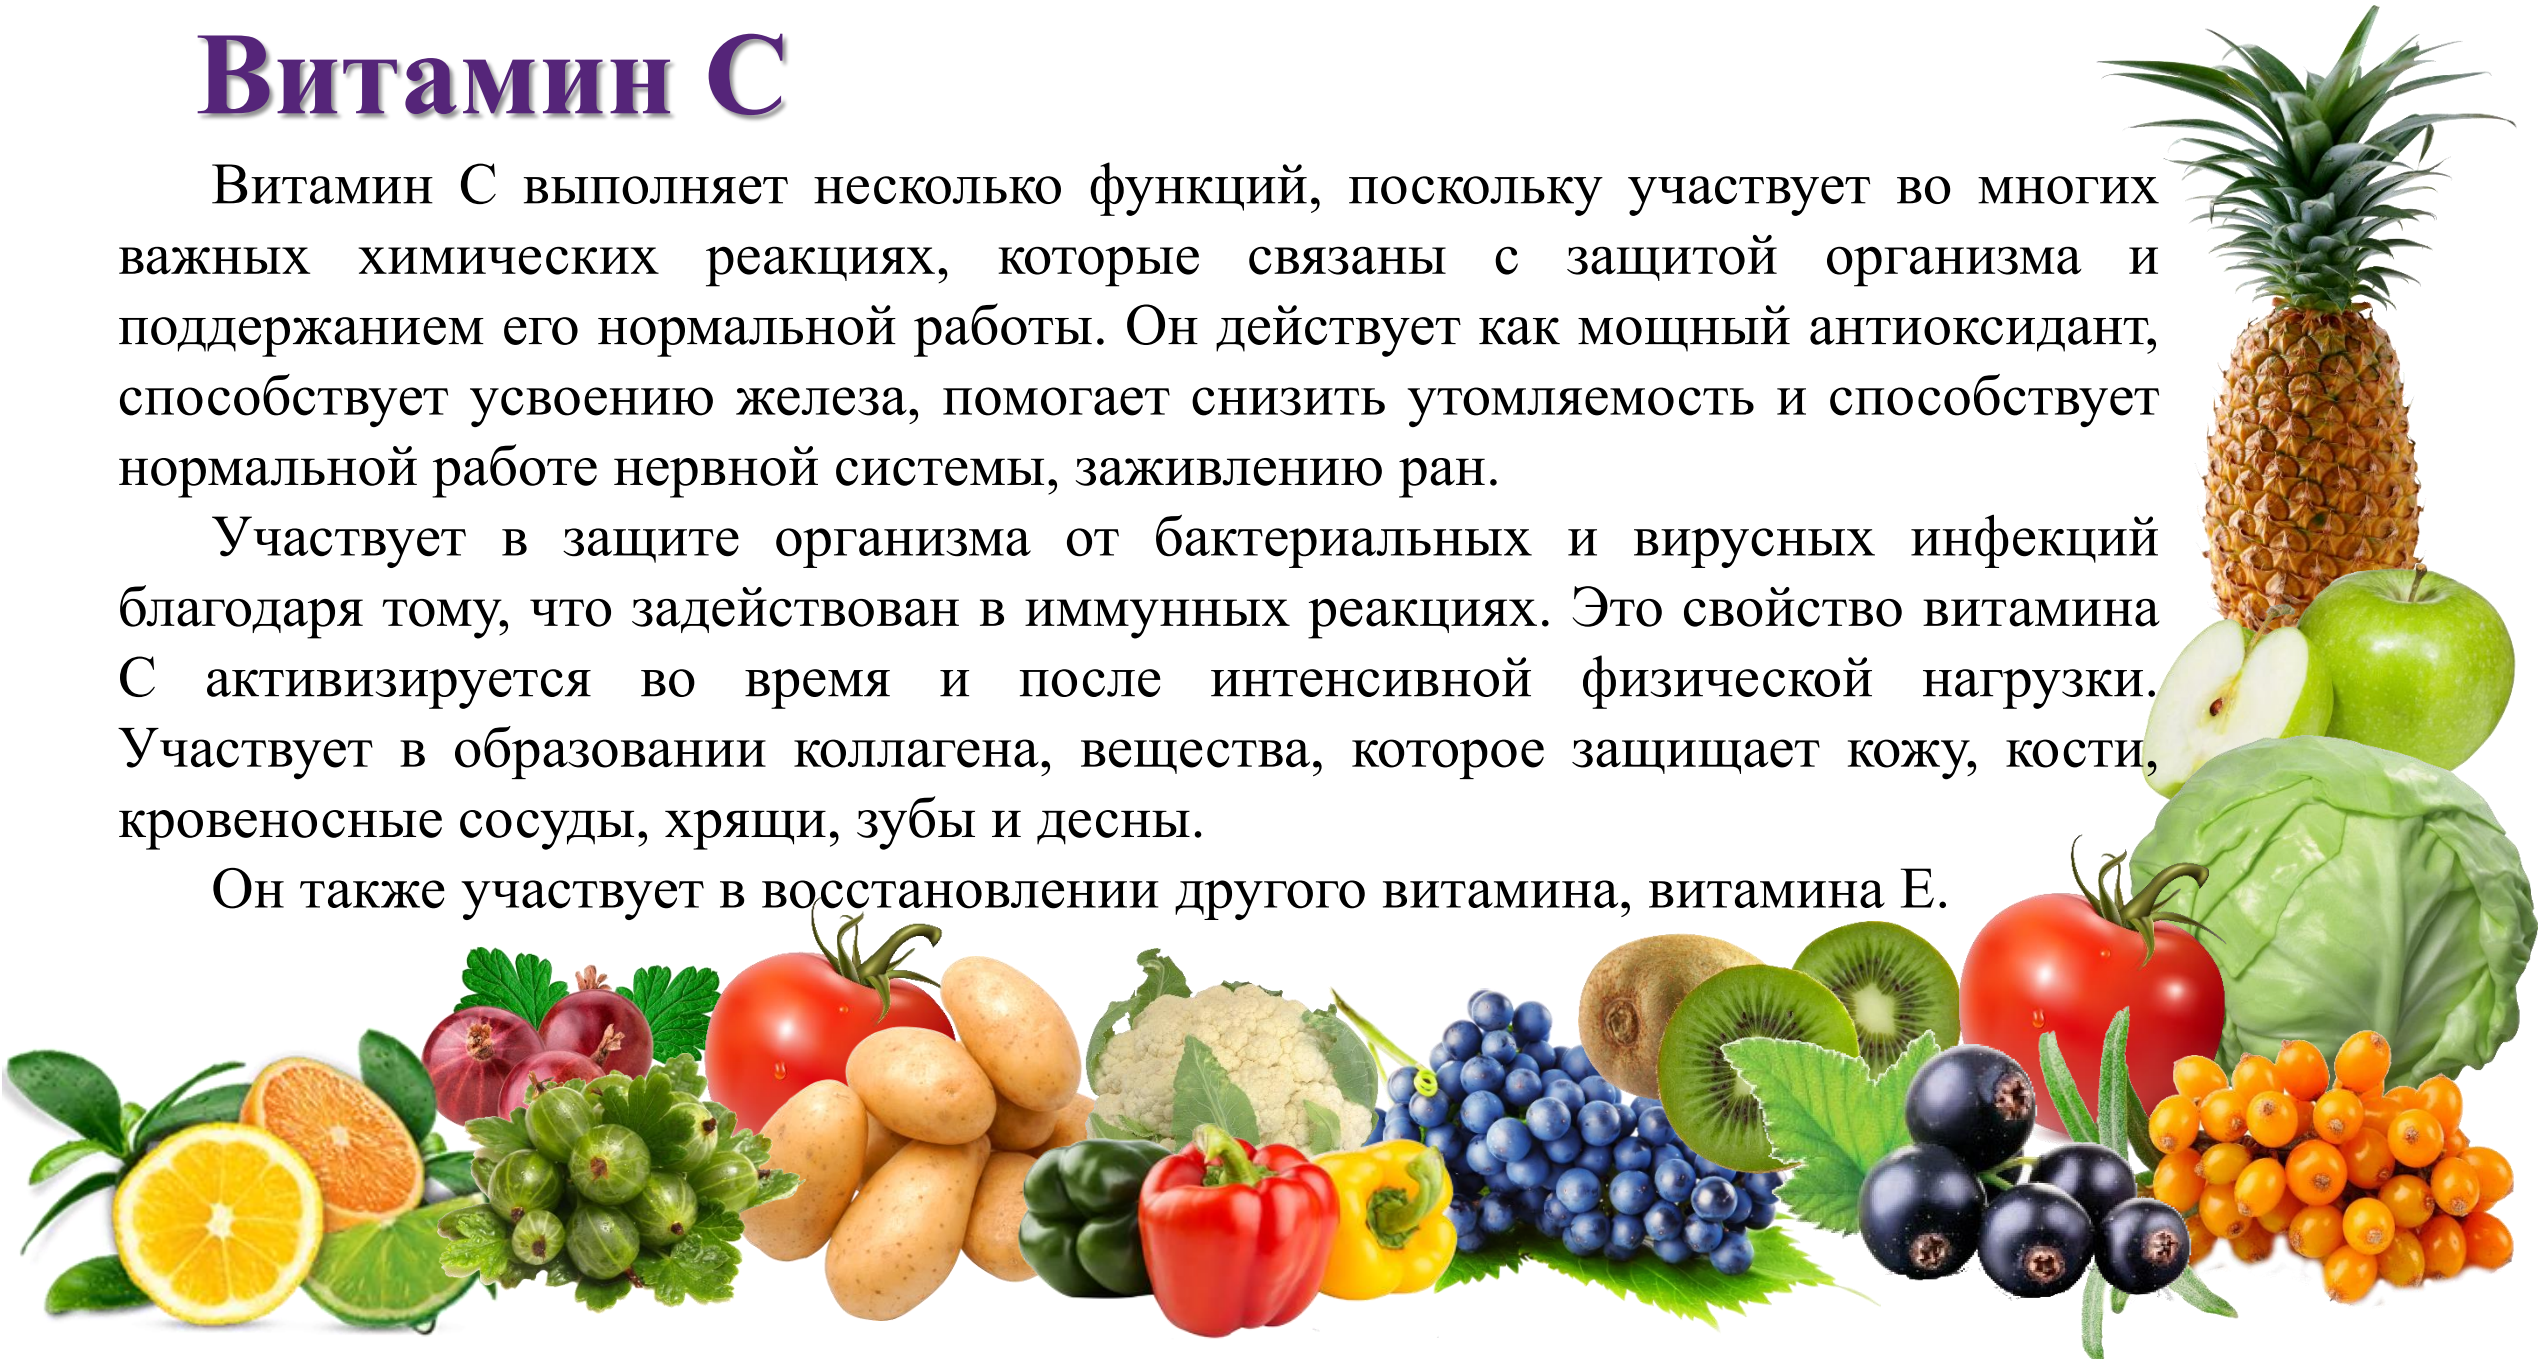 Витамин С
Витамин С выполняет несколько функций, поскольку участвует во многих
важных химических реакциях, которые связаны с защитой организма и
поддержанием его нормальной работы. Он действует как мощный антиоксидант,
способствует усвоению железа, помогает снизить утомляемость и способствует
нормальной работе нервной системы, заживлению ран.
Участвует в защите организма от бактериальных и вирусных инфекций
благодаря тому, что задействован в иммунных реакциях. Это свойство витамина
С активизируется во время и после интенсивной физической нагрузки.
Участвует в образовании коллагена, вещества, которое защищает кожу, кости,
кровеносные сосуды, хрящи, зубы и десны.
Он также участвует в восстановлении другого витамина, витамина Е.